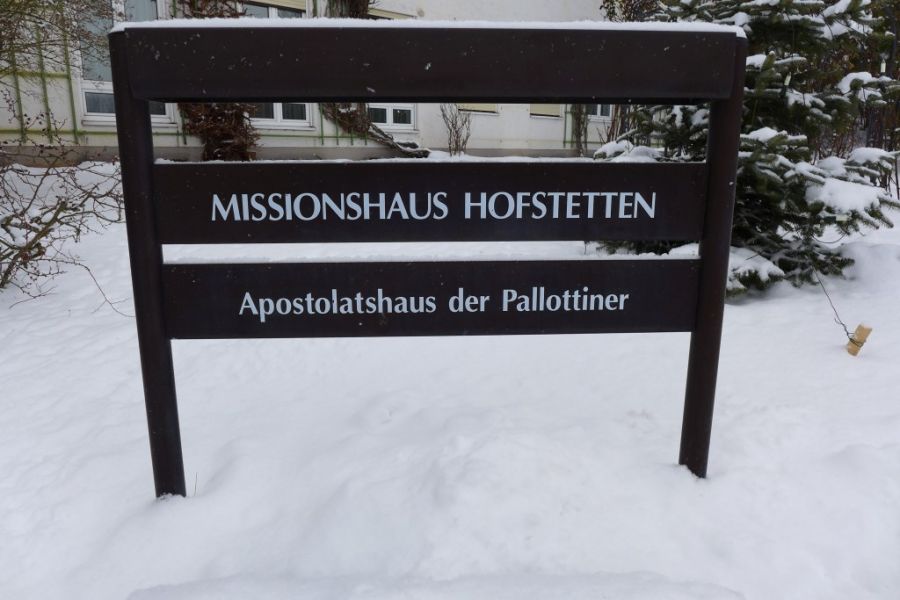 MISSIONSHAUS HOFSTETTEN
Apostolatshaus der Pallottiner